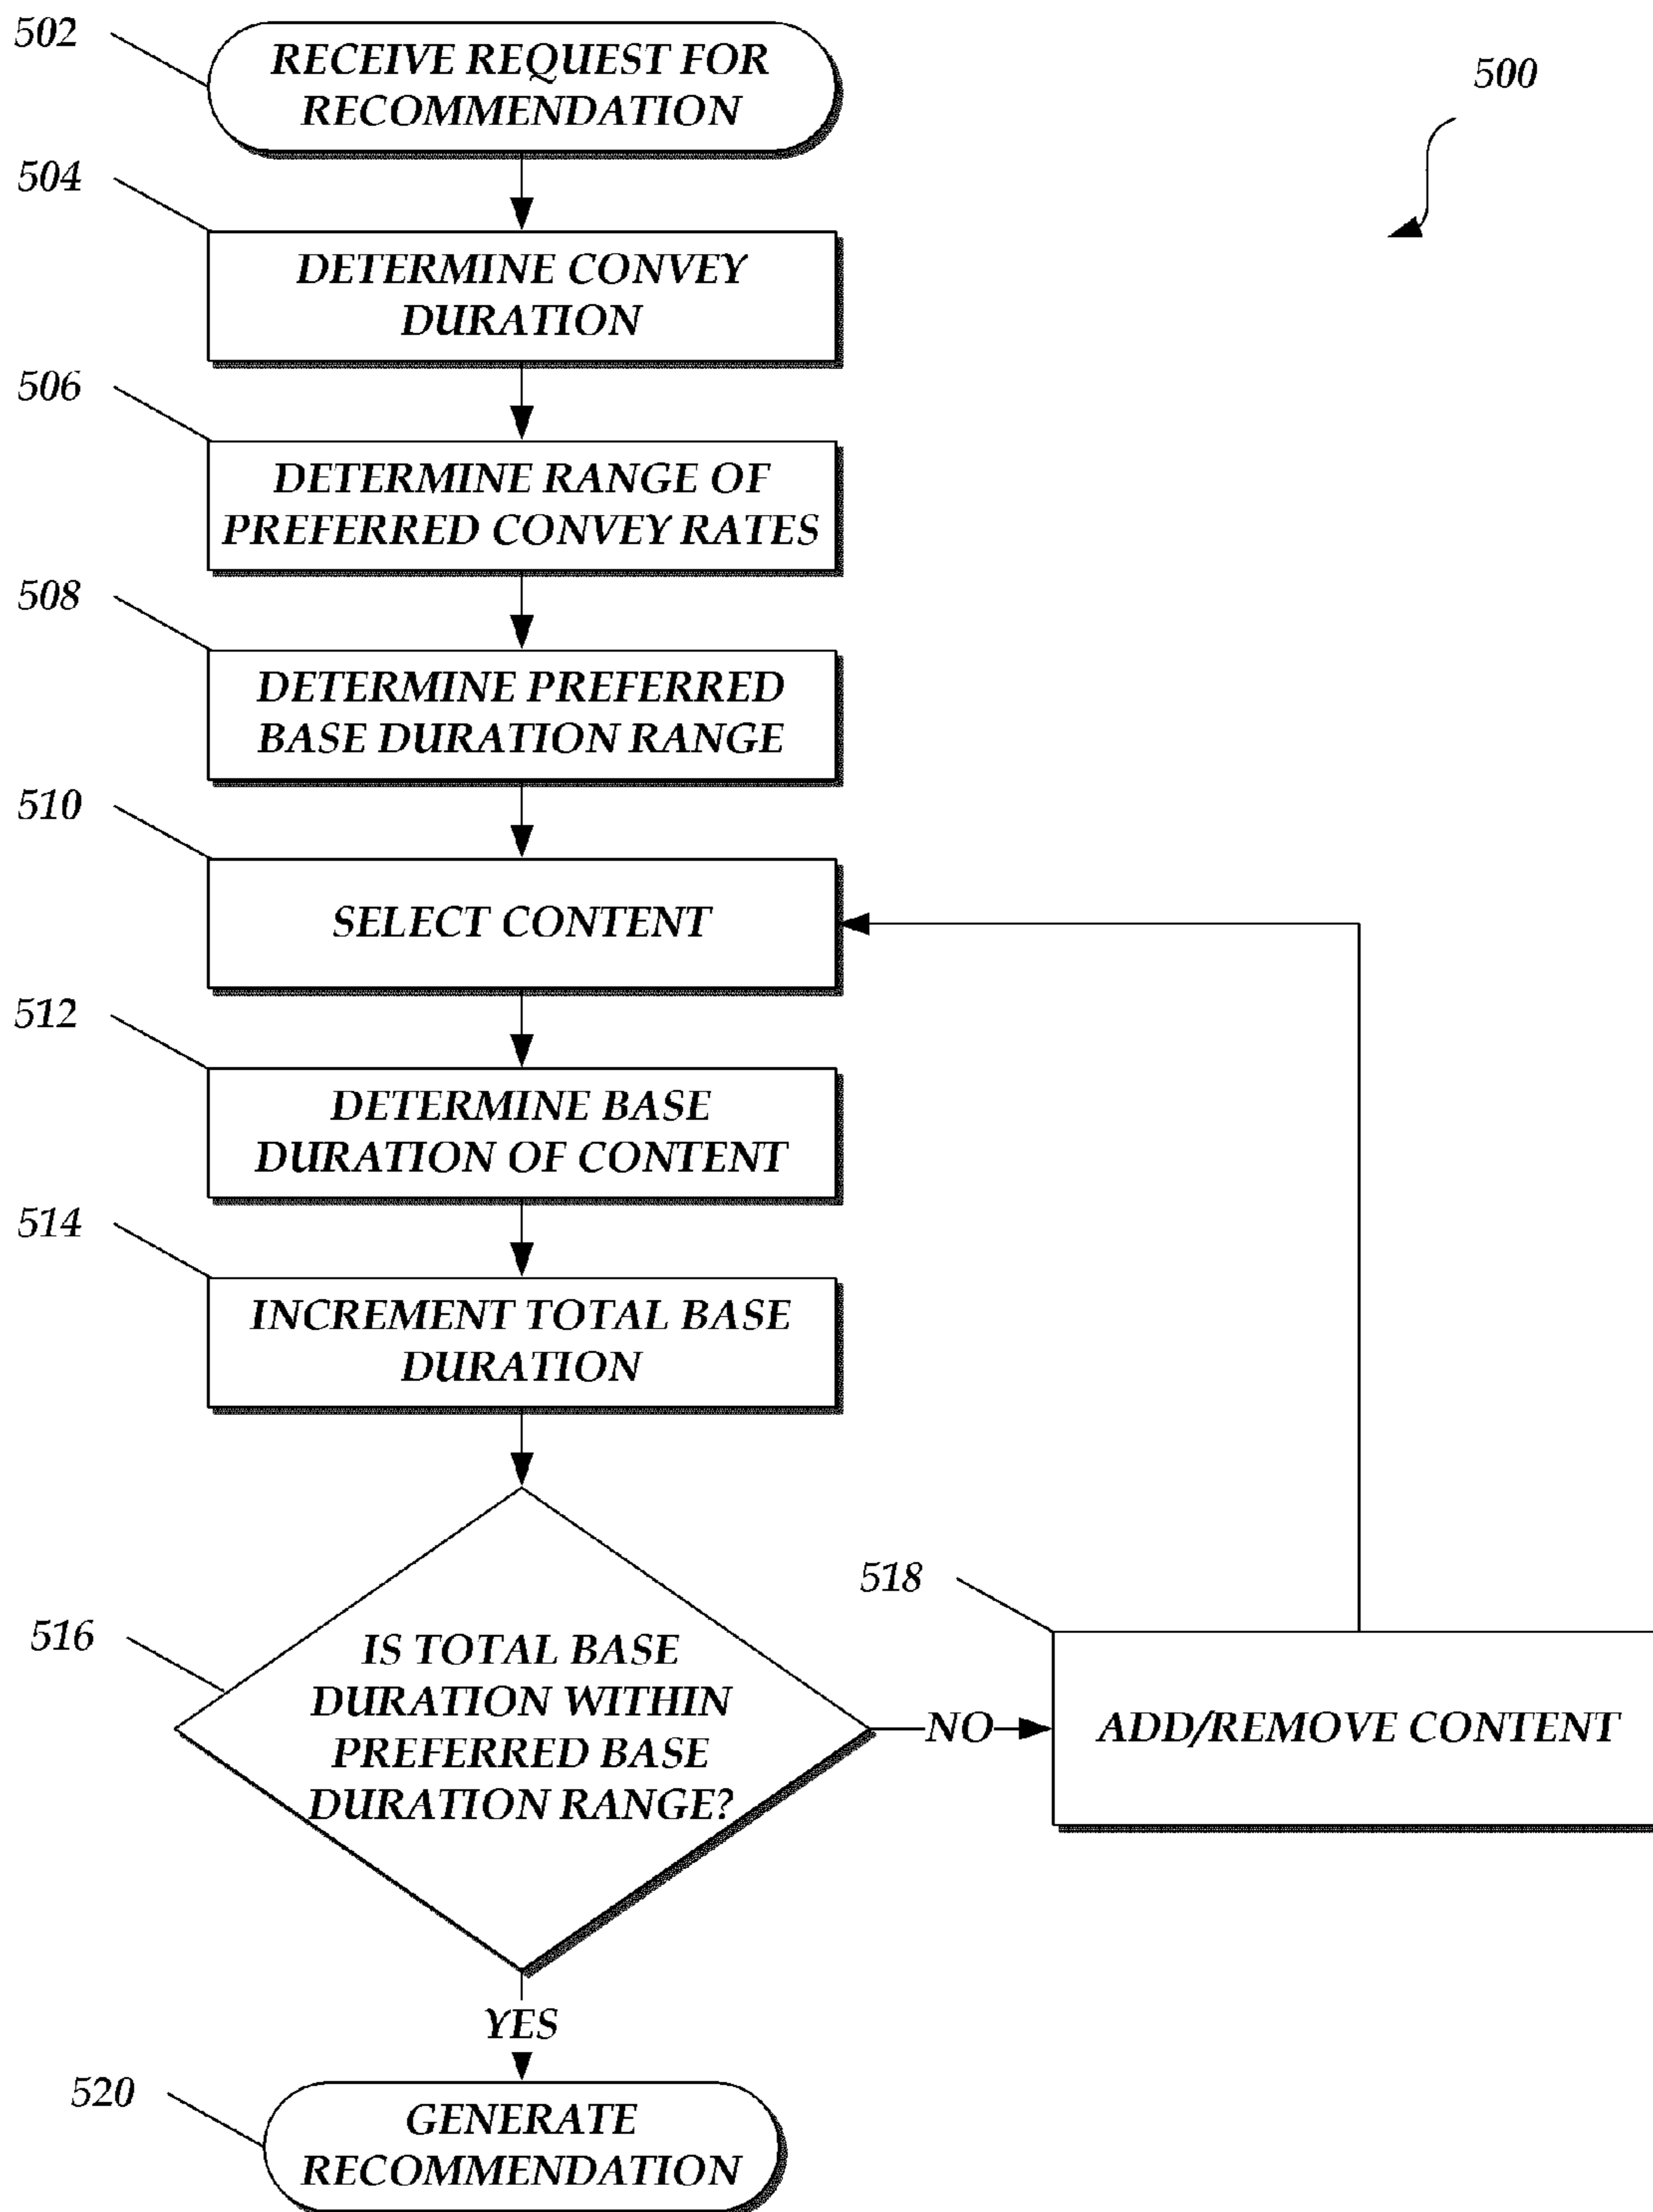 502
RECEIVE REQUEST FOR
RECOMMENDATION
500
504
DETERMINE CONVEY
DURATION
506
DETERMINE RANGE OF
PREFERRED CONVEY RATES
508
DETERMINE PREFERRED
BASE DURATION RANGE
510
SELECT CONTENT
512
DETERMINE BASE
DURATION OF CONTENT
514
INCREMENT TOTAL BASE
DURATION
516
IS TOTAL BASE
DURATION WITHIN
PREFERRED BASE
DURATION RANGE?
NO
518
ADD/REMOVE CONTENT
YES
520
GENERATE
RECOMMENDATION